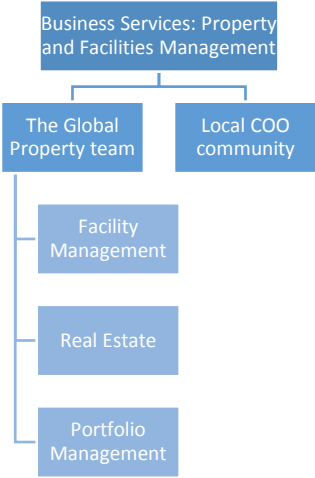 Business Services: Property
and Facilities Management
The Global
Property team
Local COO
community
Facility
Management
Real Estate
Portfolio
Management